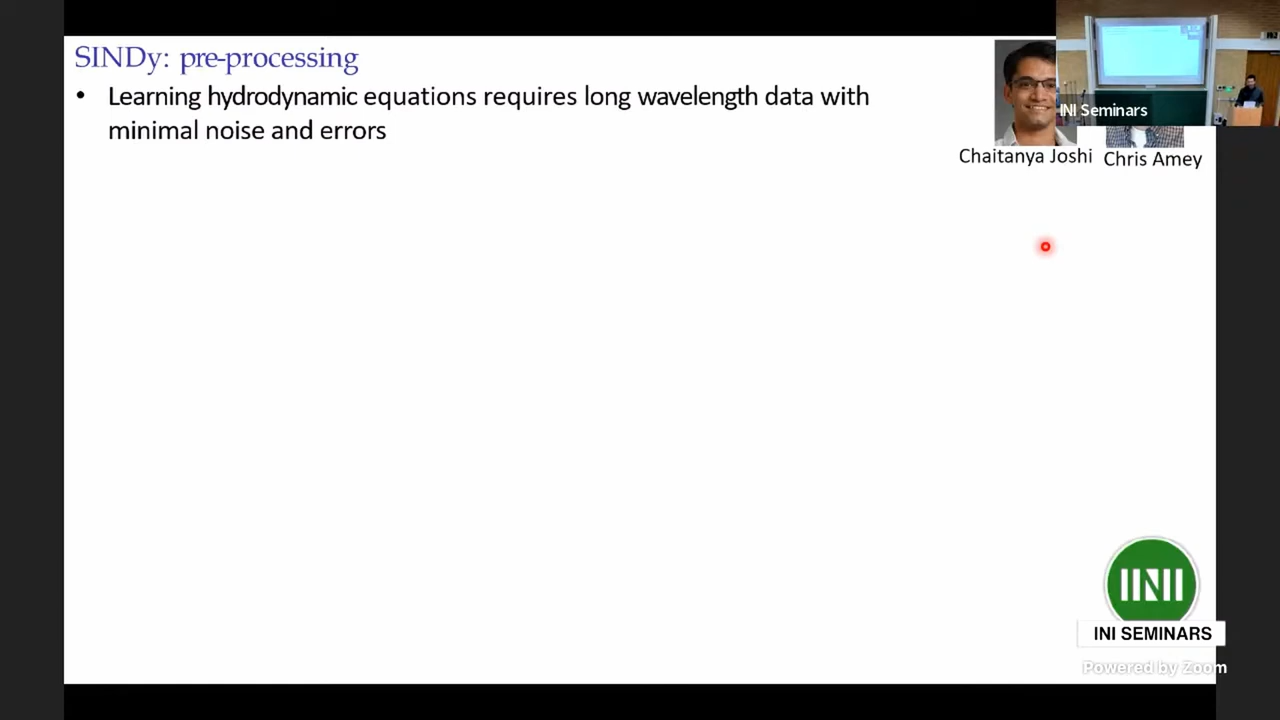 SINDy: pre-processing
• Learning hydrodynamic equations requires long wavelength data with
minimal noise and errors
INI Seminars
Chaitanya Joshi
Chris Amey
INI
INI SEMINARS
Powered by Zoom